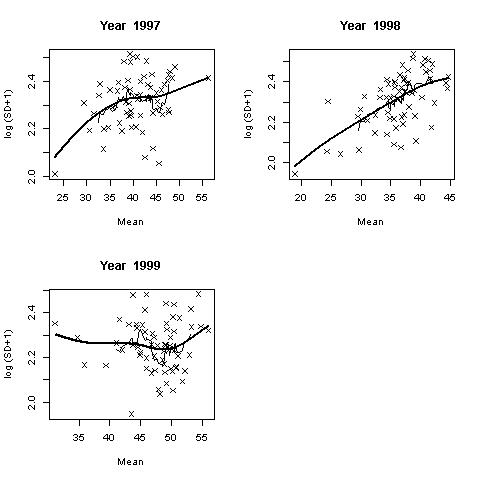 Year 1997
Year 1998
log (SD+1)
2.0 2.2 2.4
log (SD+1)
2.0 2.2 2.4
25 30 35 40 45 50 55
20 25 30 35 40 45
Mean
Mean
Year 1999
log (SD+1)
2.0 2.2 2.4
35 40 45 50 55
Mean